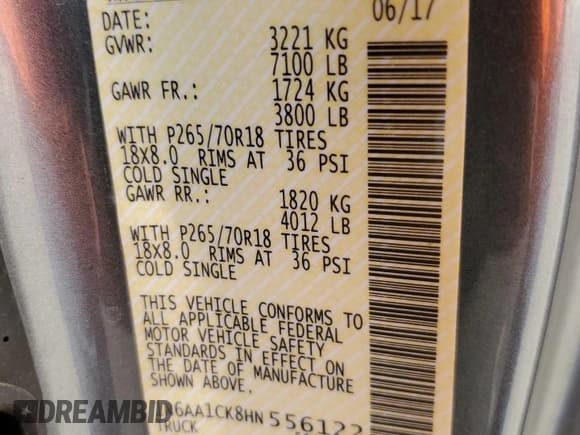 DATE: 06/17
GVWR: 3221 KG
7100 LB
GAWR FR.: 1724 KG
3800 LB
WITH P265/70R18 TIRES
18X8.0 RIMS AT 36 PSI
COLD SINGLE
GAWR RR.: 1820 KG
4012 LB
WITH P265/70R18 TIRES
18X8.0 RIMS AT 36 PSI
COLD SINGLE
THIS VEHICLE CONFORMS TO
ALL APPLICABLE FEDERAL
MOTOR VEHICLE SAFETY
STANDARDS IN EFFECT ON
THE DATE OF MANUFACTURE
SHOWN ABOVE.
6AA1CK8HN556122
TRUCK
DREAMBID